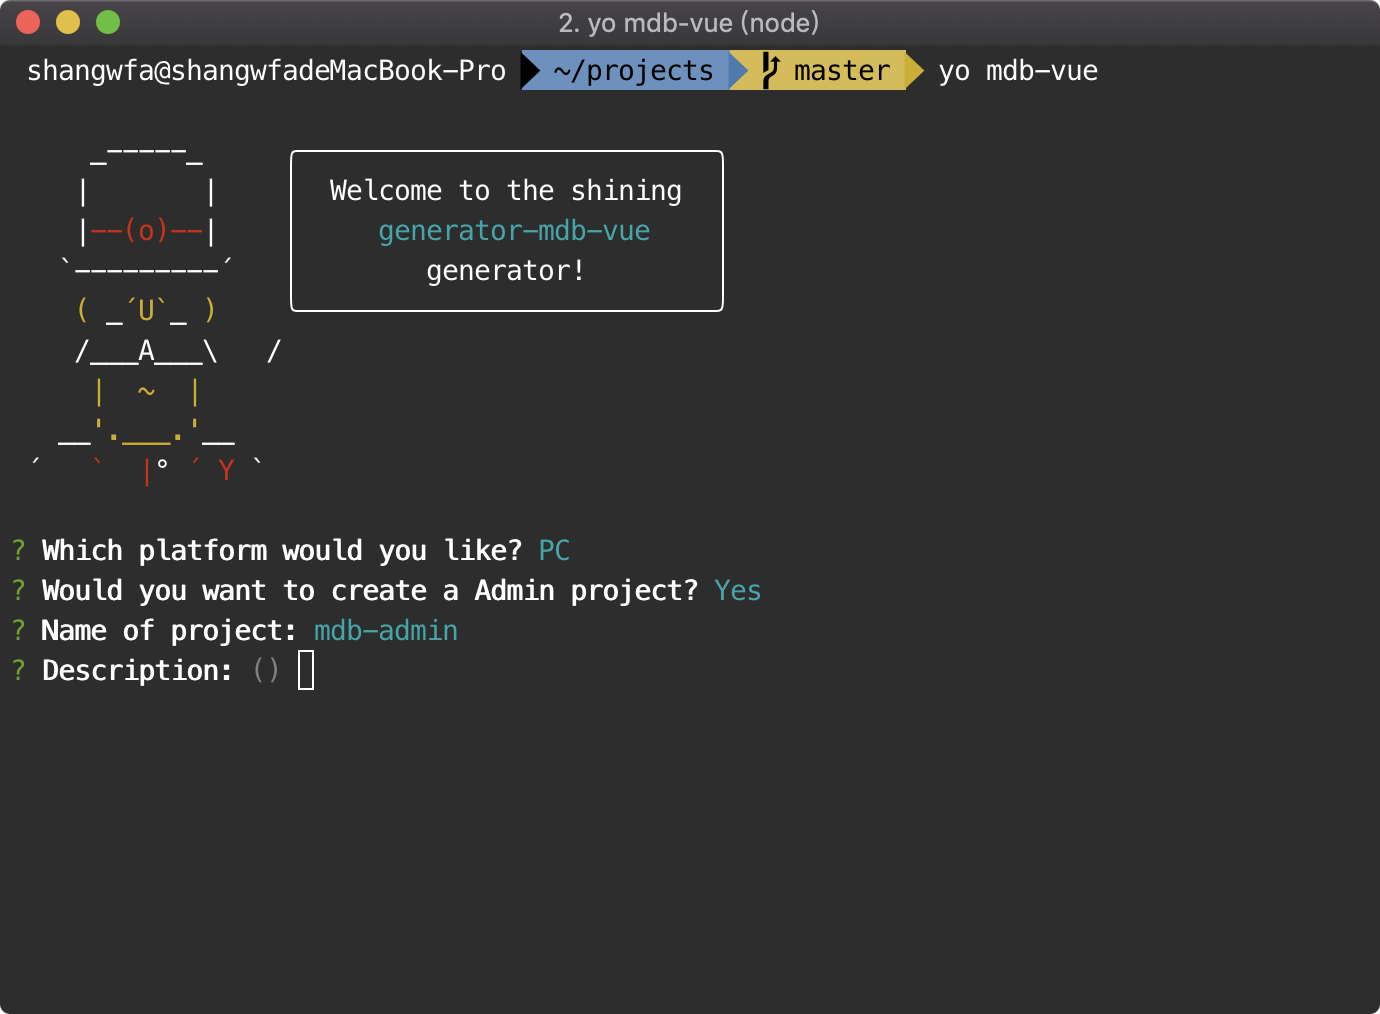 2. yo mdb-vue (node)
shangwfa@shangwfadeMacBook-Pro ~/projects master yo mdb-vue
_-----_
|       |
|--(o)--|
`---------´
( _´U`_ )
/___A___\   /
|  ~  |
__'.___.'__
´   `  |° ´ Y `
Welcome to the shining
generator-mdb-vue
generator!
? Which platform would you like? PC
? Would you want to create a Admin project? Yes
? Name of project: mdb-admin
? Description: ()